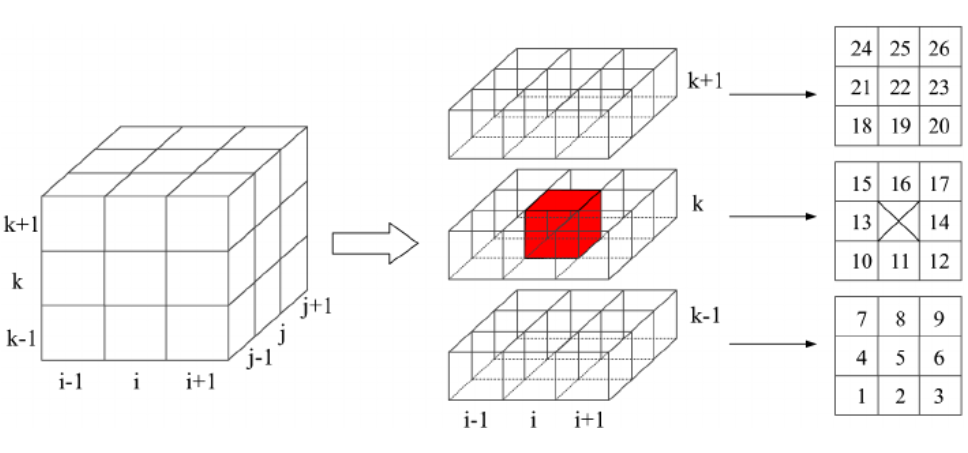 k+1
k
k-1
i-1 i i+1
j-1
j
j+1
k+1
k
k-1
i-1 i i+1
24 25 26
21 22 23
18 19 20
15 16 17
13 14
10 11 12
7 8 9
4 5 6
1 2 3